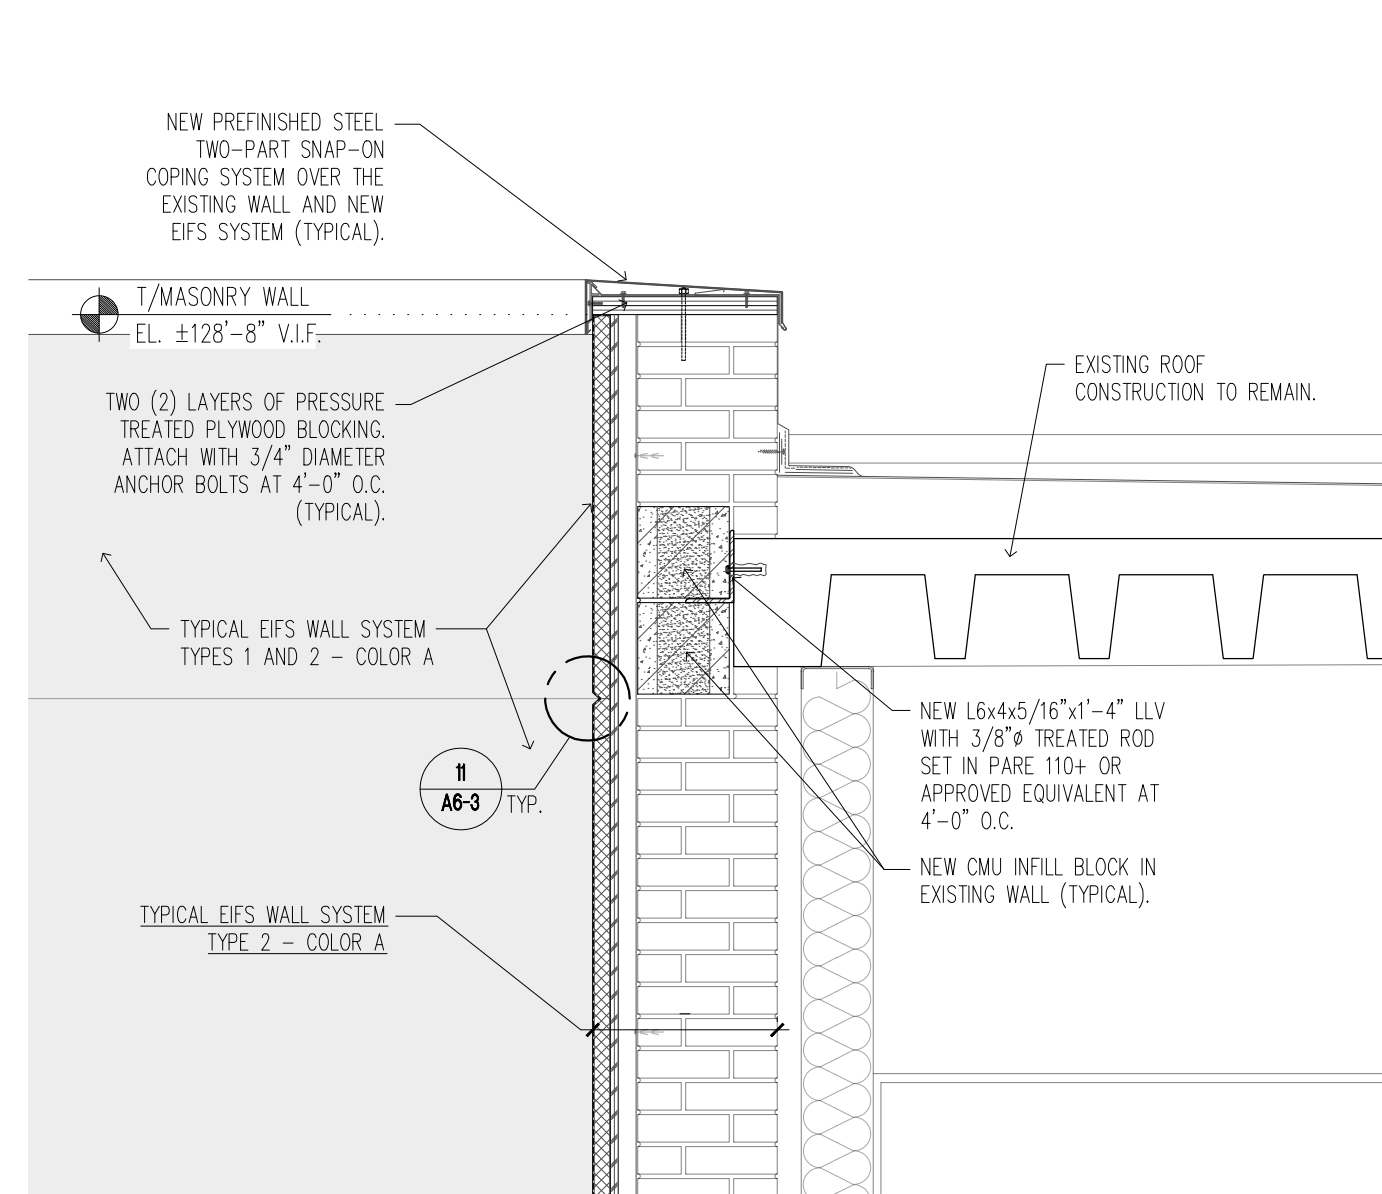 NEW PREFINISHED STEEL
TWO-PART SNAP-ON
COPING SYSTEM OVER THE
EXISTING WALL AND NEW
EIFS SYSTEM (TYPICAL).
T/MASONRY WALL
EL. ±128'-8" V.I.F.
TWO (2) LAYERS OF PRESSURE
TREATED PLYWOOD BLOCKING.
ATTACH WITH 3/4" DIAMETER
ANCHOR BOLTS AT 4'-0" O.C.
(TYPICAL).
EXISTING ROOF
CONSTRUCTION TO REMAIN.
TYPICAL EIFS WALL SYSTEM
TYPES 1 AND 2 - COLOR A
11
A6-3
TYP.
NEW L6x4x5/16"x1'-4" LLV
WITH 3/8"ø TREATED ROD
SET IN PARE 110+ OR
APPROVED EQUIVALENT AT
4'-0" O.C.
NEW CMU INFILL BLOCK IN
EXISTING WALL (TYPICAL).
TYPICAL EIFS WALL SYSTEM
TYPE 2 - COLOR A